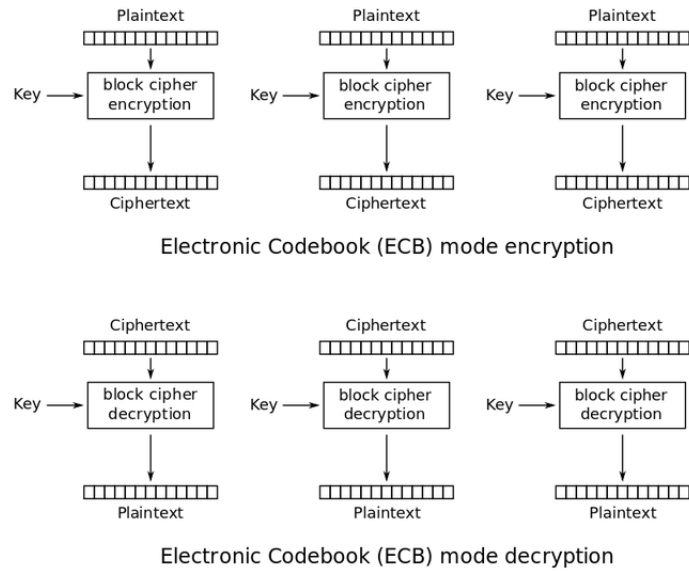 Plaintext Plaintext Plaintext
Key block cipher encryption Key block cipher encryption Key block cipher encryption
Ciphertext Ciphertext Ciphertext
Electronic Codebook (ECB) mode encryption
Ciphertext Ciphertext Ciphertext
Key block cipher decryption Key block cipher decryption Key block cipher decryption
Plaintext Plaintext Plaintext
Electronic Codebook (ECB) mode decryption